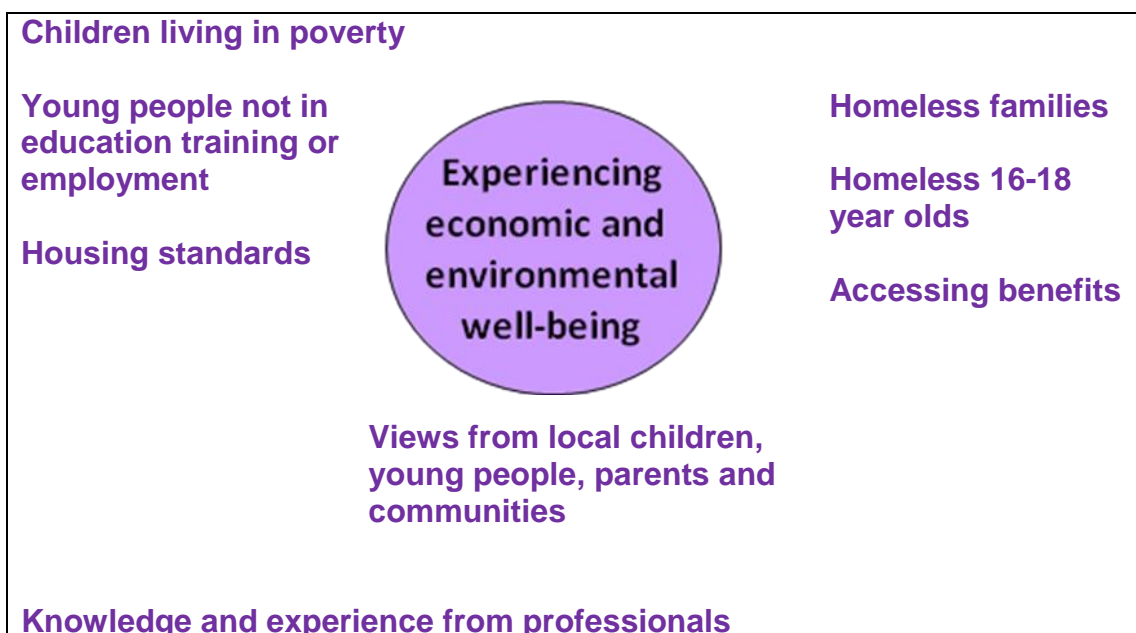 Children living in poverty
Young people not in
education training or
employment
Housing standards
Experiencing
economic and
environmental
well-being
Homeless families
Homeless 16-18
year olds
Accessing benefits
Views from local children,
young people, parents and
communities
Knowledge and experience from professionals